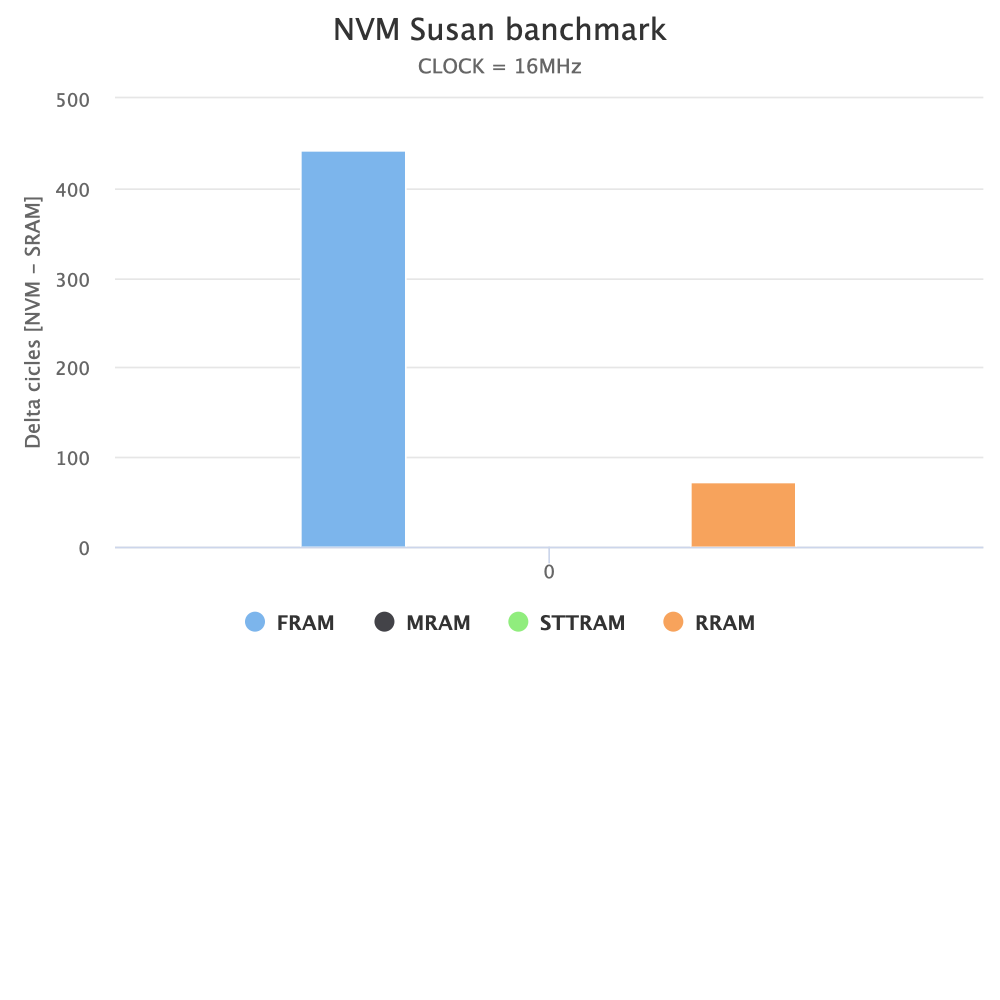 NVM Susan banchmark
CLOCK = 16MHz
Delta cicles [NVM – SRAM]
500
400
300
200
100
0
0
FRAM MRAM STTRAM RRAM